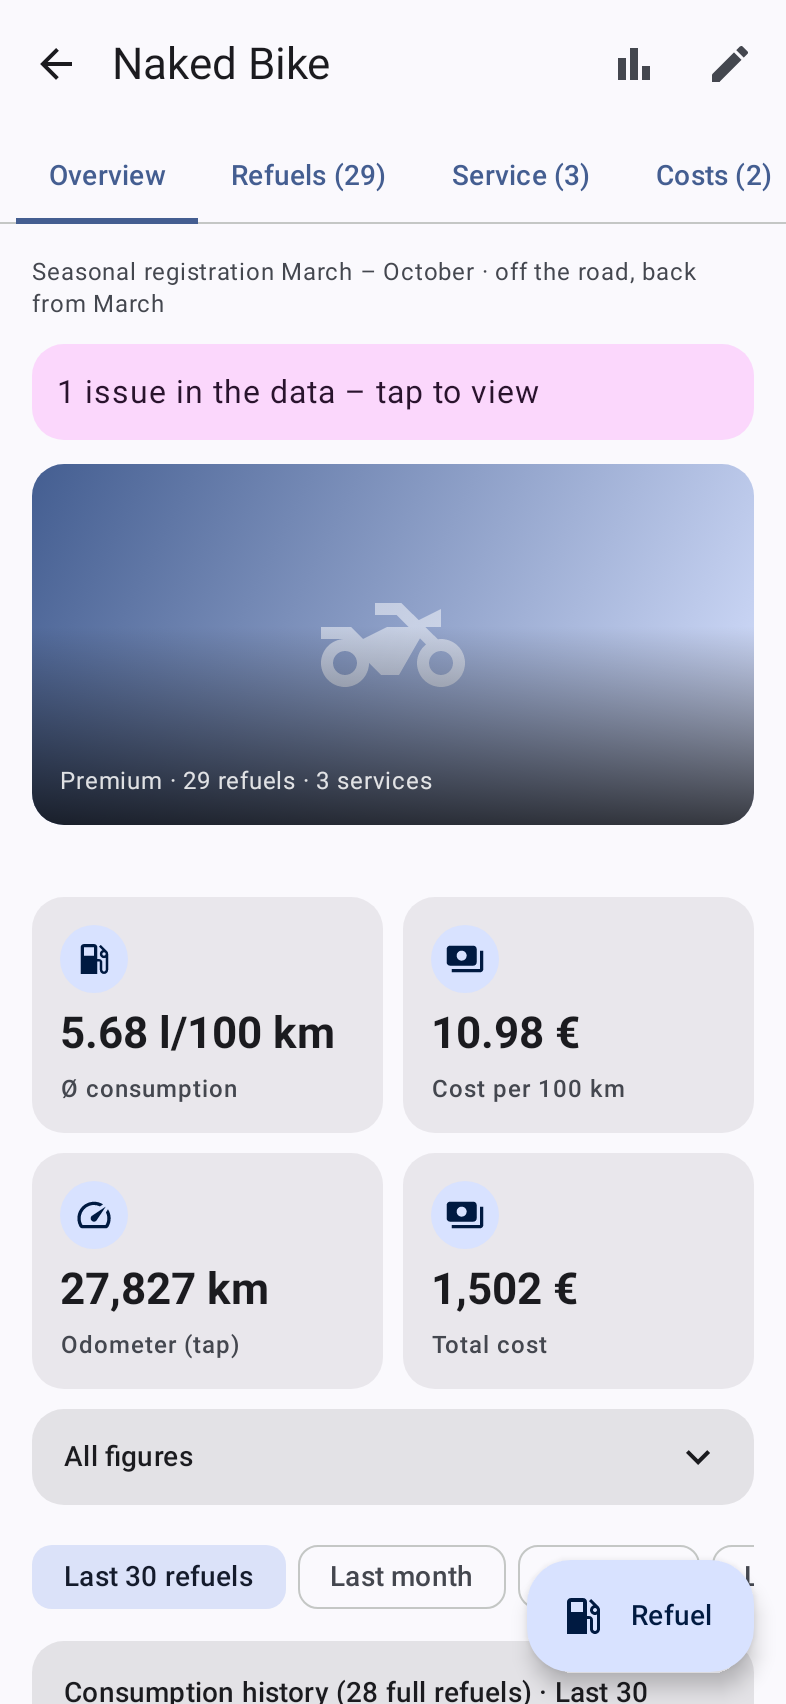 Naked Bike
Overview
Refuels (29)
Service (3)
Costs (2)
Seasonal registration March – October · off the road, back
from March
1 issue in the data – tap to view
Premium · 29 refuels · 3 services
5.68 l/100 km
Ø consumption
10.98 €
Cost per 100 km
27,827 km
Odometer (tap)
1,502 €
Total cost
All figures
Last 30 refuels
Last month
Refuel
Consumption history (28 full refuels) · Last 30